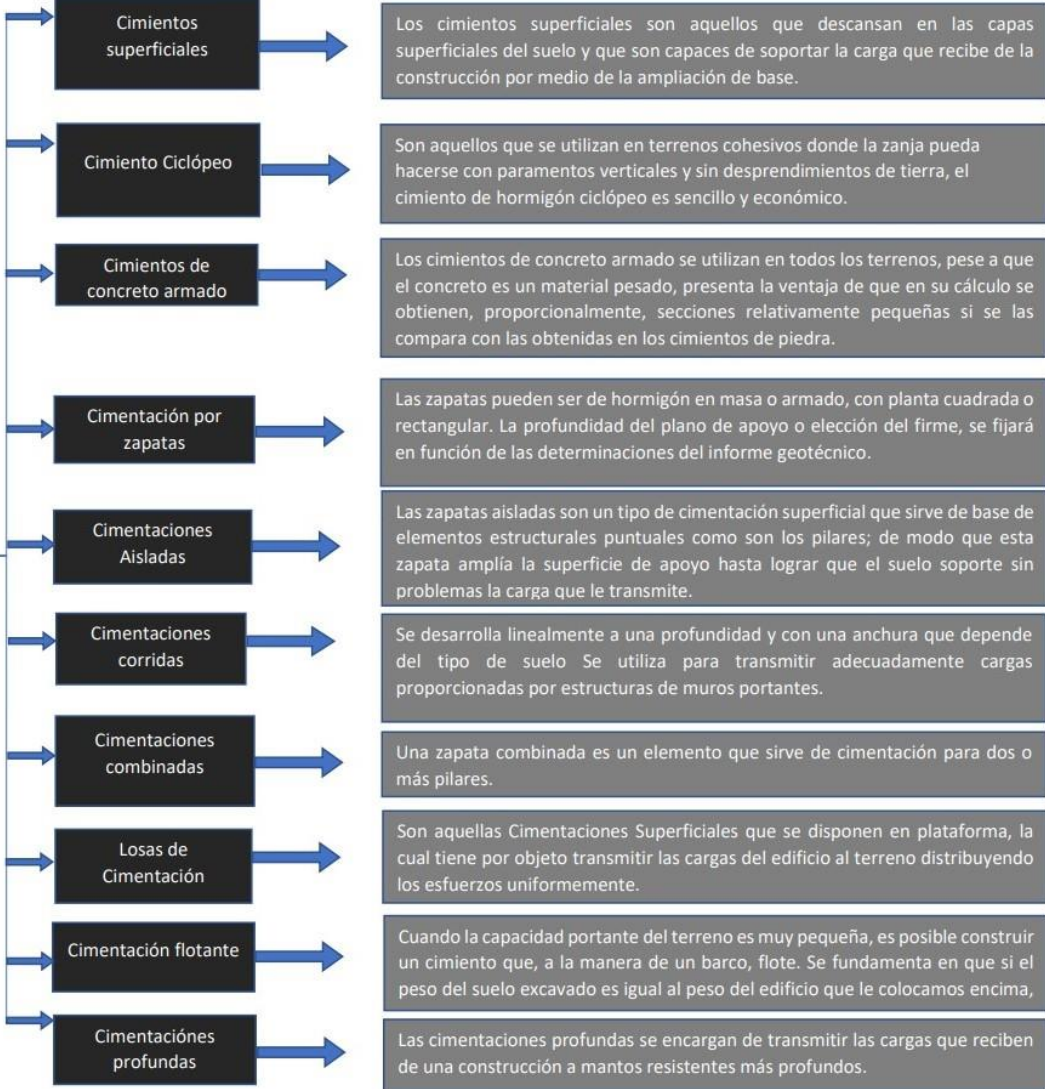 Cimientos
superficiales
Los cimientos superficiales son aquellos que descansan en las capas
superficiales del suelo y que son capaces de soportar la carga que recibe de la
construcción por medio de la ampliación de base.
Cimiento Ciclópeo
Son aquellos que se utilizan en terrenos cohesivos donde la zanja pueda
hacerse con paramentos verticales y sin desprendimientos de tierra, el
cimiento de hormigón ciclópeo es sencillo y económico.
Cimientos de
concreto armado
Los cimientos de concreto armado se utilizan en todos los terrenos, pese a que
el concreto es un material pesado, presenta la ventaja de que en su cálculo se
obtienen, proporcionalmente, secciones relativamente pequeñas si se las
compara con las obtenidas en los cimientos de piedra.
Cimentación por
zapatas
Las zapatas pueden ser de hormigón en masa o armado, con planta cuadrada o
rectangular. La profundidad del plano de apoyo o elección del firme, se fijará
en función de las determinaciones del informe geotécnico.
Cimentaciones
Aisladas
Las zapatas aisladas son un tipo de cimentación superficial que sirve de base de
elementos estructurales puntuales como son los pilares; de modo que esta
zapata amplía la superficie de apoyo hasta lograr que el suelo soporte sin
problemas la carga que le transmite.
Cimentaciones
corridas
Se desarrolla linealmente a una profundidad y con una anchura que depende
del tipo de suelo Se utiliza para transmitir adecuadamente cargas
proporcionadas por estructuras de muros portantes.
Cimentaciones
combinadas
Una zapata combinada es un elemento que sirve de cimentación para dos o
más pilares.
Losas de
Cimentación
Son aquellas Cimentaciones Superficiales que se disponen en plataforma, la
cual tiene por objeto transmitir las cargas del edificio al terreno distribuyendo
los esfuerzos uniformemente.
Cimentación flotante
Cuando la capacidad portante del terreno es muy pequeña, es posible construir
un cimiento que, a la manera de un barco, flote. Se fundamenta en que si el
peso del suelo excavado es igual al peso del edificio que le colocamos encima,
Cimentaciónes
profundas
Las cimentaciones profundas se encargan de transmitir las cargas que reciben
de una construcción a mantos resistentes más profundos.